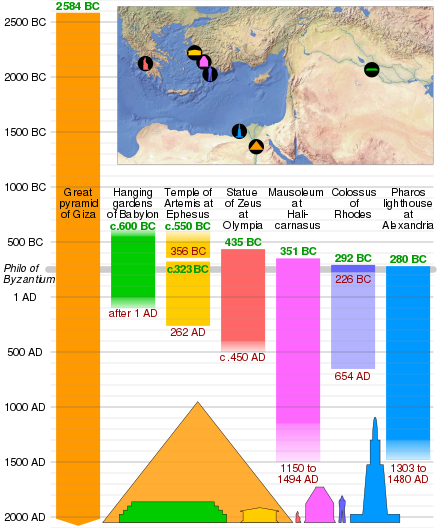 2584 BC
2500 BC
2000 BC
1500 BC
1000 BC
Great
pyramid
of Giza
Hanging
gardens
of Babylon
c.600 BC
Temple of
Artemis at
Ephesus
c.550 BC
Statue
of Zeus
at
Olympia
435 BC
Mausoleum
at
Hali-
carnasus
351 BC
Colossus
of
Rhodes
292 BC
Pharos
lighthouse
at
Alexandria
280 BC
500 BC
356 BC
Philo of
Byzantium
c.323 BC
226 BC
1 AD
after 1 AD
262 AD
500 AD
c.450 AD
654 AD
1000 AD
1500 AD
1150 to
1494 AD
1303 to
1480 AD
2000 AD